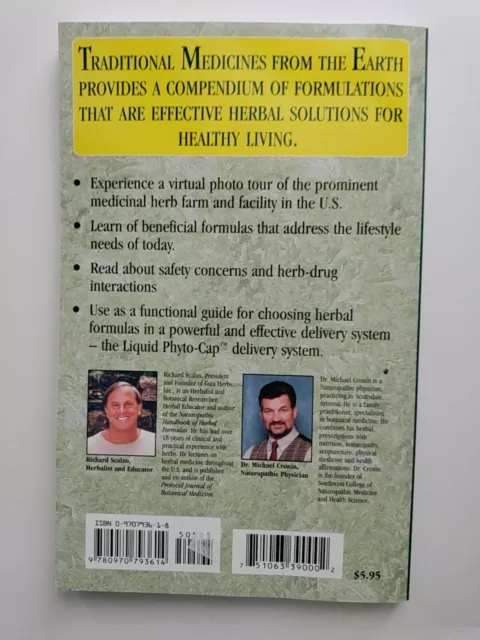 TRADITIONAL MEDICINES FROM THE EARTH
PROVIDES A COMPENDIUM OF FORMULATIONS
THAT ARE EFFECTIVE HERBAL SOLUTIONS FOR
HEALTHY LIVING.
• Experience a virtual photo tour of the prominent
medicinal herb farm and facility in the U.S.
• Learn of beneficial formulas that address the lifestyle
needs of today.
• Read about safety concerns and herb-drug
interactions
• Use as a functional guide for choosing herbal
formulas in a powerful and effective delivery system
– the Liquid Phyto-Cap™ delivery system.
Richard Scalzo, President
and Founder of Gaia Herbs,
Inc., is an Herbalist and
Botanical Researcher,
Herbal Educator and author
of the Naturopathic
Handbook of Herbal
Formulas. He has had over
18 years of clinical and
practical experience with
herbs. He lectures on
herbal medicine throughout
the U.S. and is publisher
and co-author of the
Protocol Journal of
Botanical Medicine.
Richard Scalzo,
Herbalist and Educator
Dr. Michael Cronin is a
Naturopathic physician,
practicing in Scottsdale,
Arizona. He is a family
practitioner, specializing
in botanical medicine. He
combines his herbal
prescriptions with
nutrition, homeopathy,
acupuncture, physical
medicine and health
affirmations. Dr. Cronin
is the founder of
Southwest College of
Naturopathic Medicine
and Health Science.
Dr. Michael Cronin,
Naturopathic Physician
ISBN 0-9707936-1-8
50595
9 780970 793614
7 51063 39000 2
$5.95